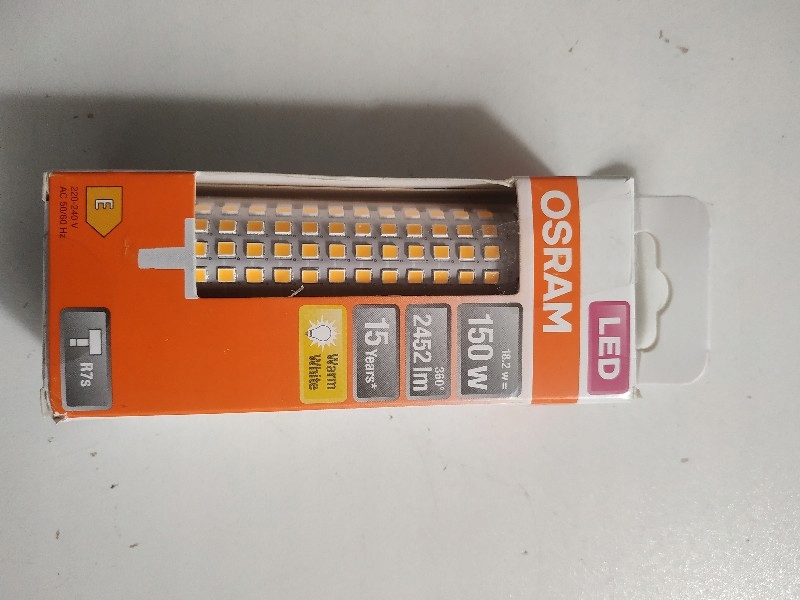 LED
OSRAM
18.2 w =
150 w
360°
2452 lm
15 Years*
Warm
White
R7s
E
220-240 V
AC 50/60 Hz